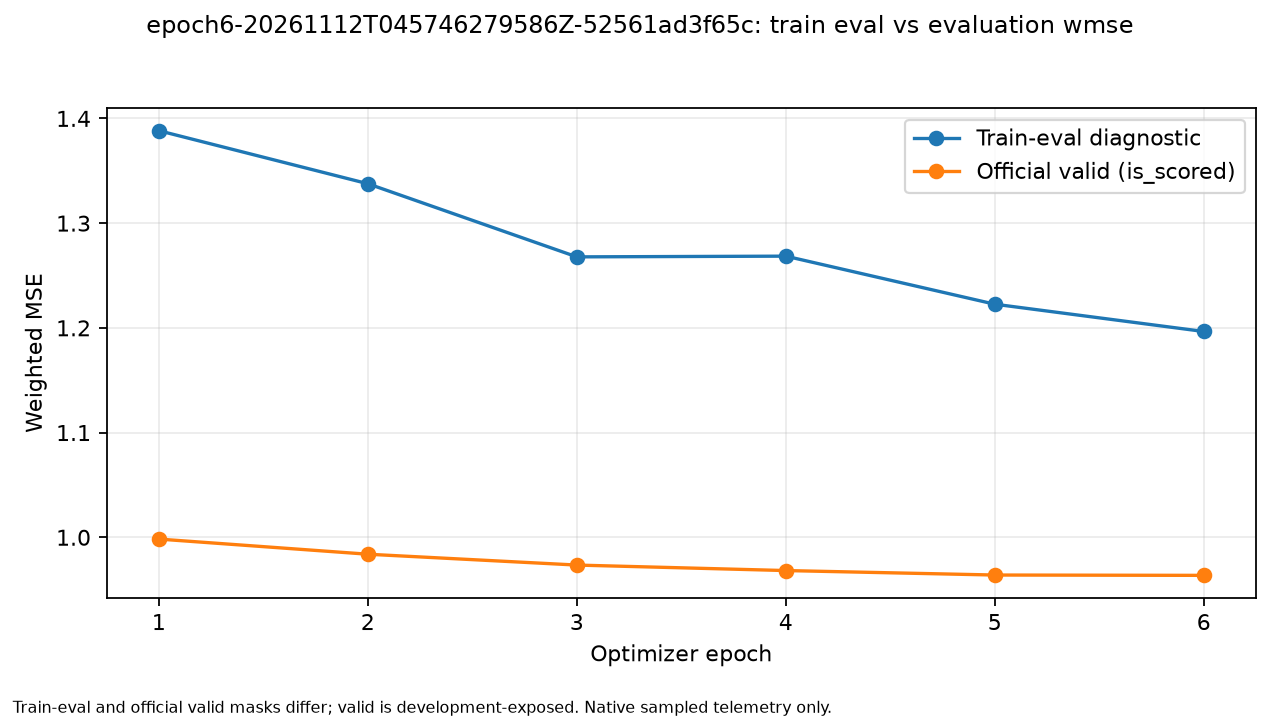 epoch6-20261112T045746279586Z-52561ad3f65c: train eval vs evaluation wmse
Train-eval diagnostic
Official valid (is_scored)
Weighted MSE
1.4
1.3
1.2
1.1
1.0
1 2 3 4 5 6
Optimizer epoch
Train-eval and official valid masks differ; valid is development-exposed. Native sampled telemetry only.